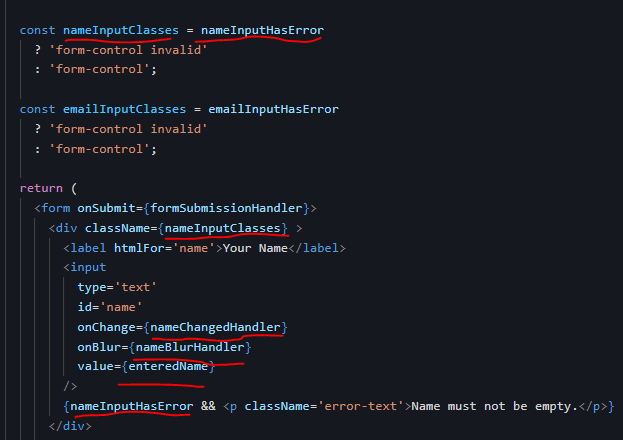 const nameInputClasses = nameInputHasError
? 'form-control invalid'
: 'form-control';
const emailInputClasses = emailInputHasError
? 'form-control invalid'
: 'form-control';
return (
<form onSubmit={formSubmissionHandler}>
<div className={nameInputClasses} >
<label htmlFor='name'>Your Name</label>
<input
type='text'
id='name'
onChange={nameChangedHandler}
onBlur={nameBlurHandler}
value={enteredName}
/>
{nameInputHasError && <p className='error-text'>Name must not be empty.</p>}
</div>